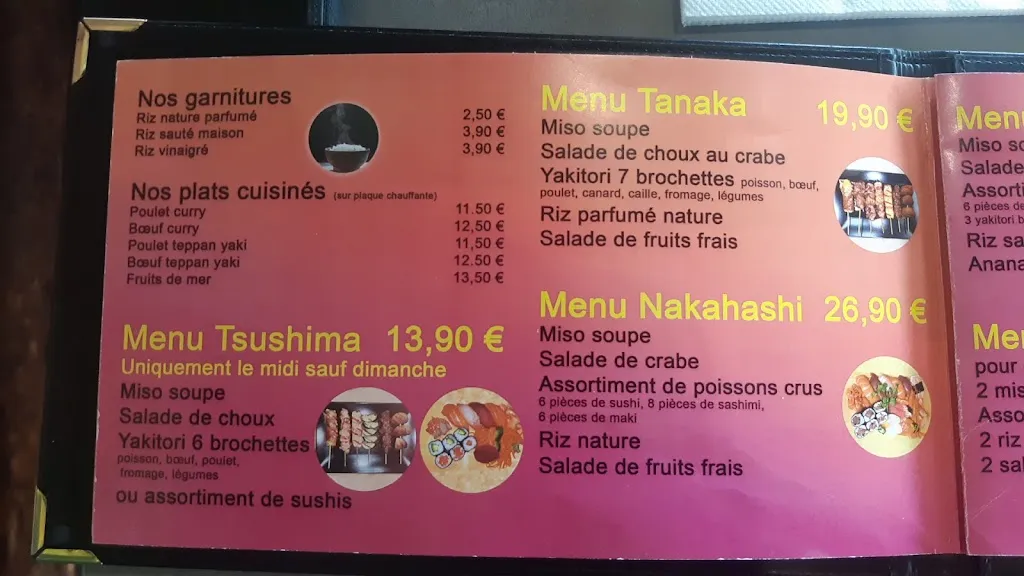 Nos garnitures
Riz nature parfumé 2,50 €
Riz sauté maison 3,90 €
Riz vinaigré 3,90 €
Nos plats cuisinés (sur plaque chauffante)
Poulet curry 11.50 €
Bœuf curry 12,50 €
Poulet teppan yaki 11,50 €
Bœuf teppan yaki 12.50 €
Fruits de mer 13,50 €
Menu Tsushima 13,90 €
Uniquement le midi sauf dimanche
Miso soupe
Salade de choux
Yakitori 6 brochettes
poisson, bœuf, poulet,
fromage, légumes
ou assortiment de sushis
Menu Tanaka 19,90 €
Miso soupe
Salade de choux au crabe
Yakitori 7 brochettes poisson, bœuf,
poulet, canard, caille, fromage, légumes
Riz parfumé nature
Salade de fruits frais
Menu Nakahashi 26,90 €
Miso soupe
Salade de crabe
Assortiment de poissons crus
6 pièces de sushi, 8 pièces de sashimi,
6 pièces de maki
Riz nature
Salade de fruits frais
Menu
Miso so
Salade
Assorti
6 pièces de
3 yakitori b
Riz sa
Anana
Me
pour
2 mis
Asso
2 riz
2 sal